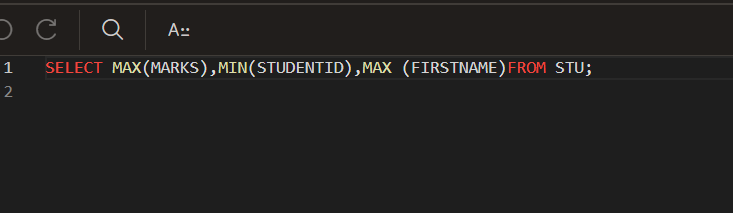 A::
1 SELECT MAX(MARKS),MIN(STUDENTID),MAX (FIRSTNAME)FROM STU;
2